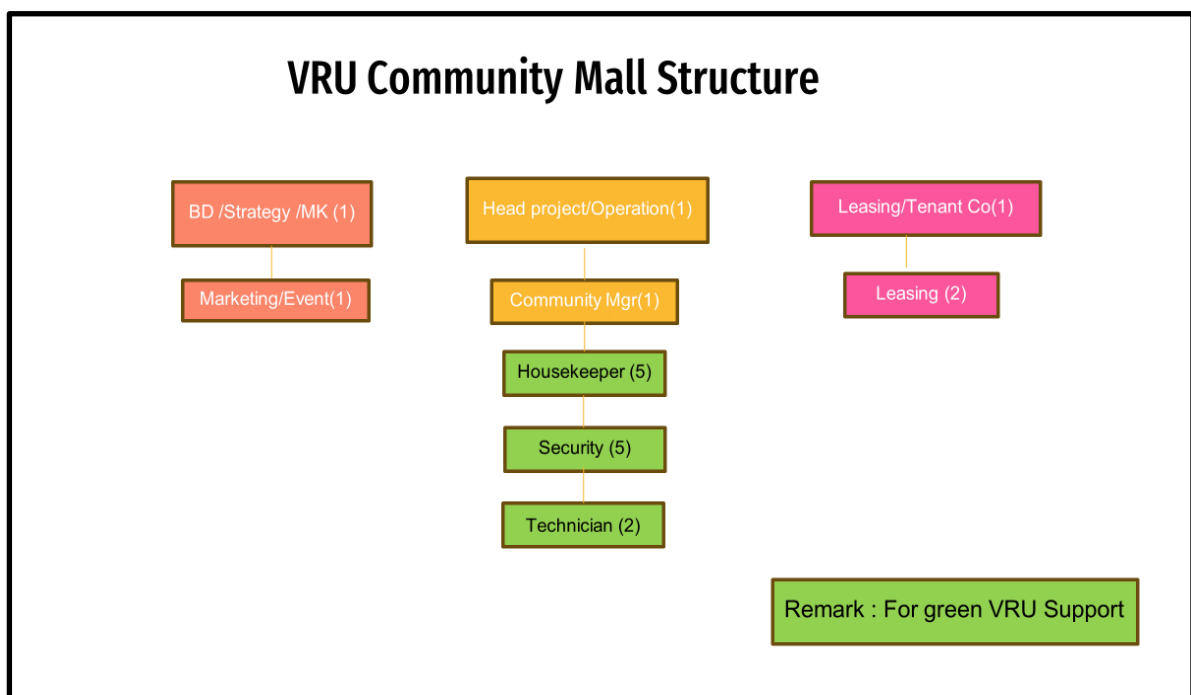 VRU Community Mall Structure
BD /Strategy /MK (1)
Head project/Operation(1)
Leasing/Tenant Co(1)
Marketing/Event(1)
Community Mgr(1)
Leasing (2)
Housekeeper (5)
Security (5)
Technician (2)
Remark : For green VRU Support